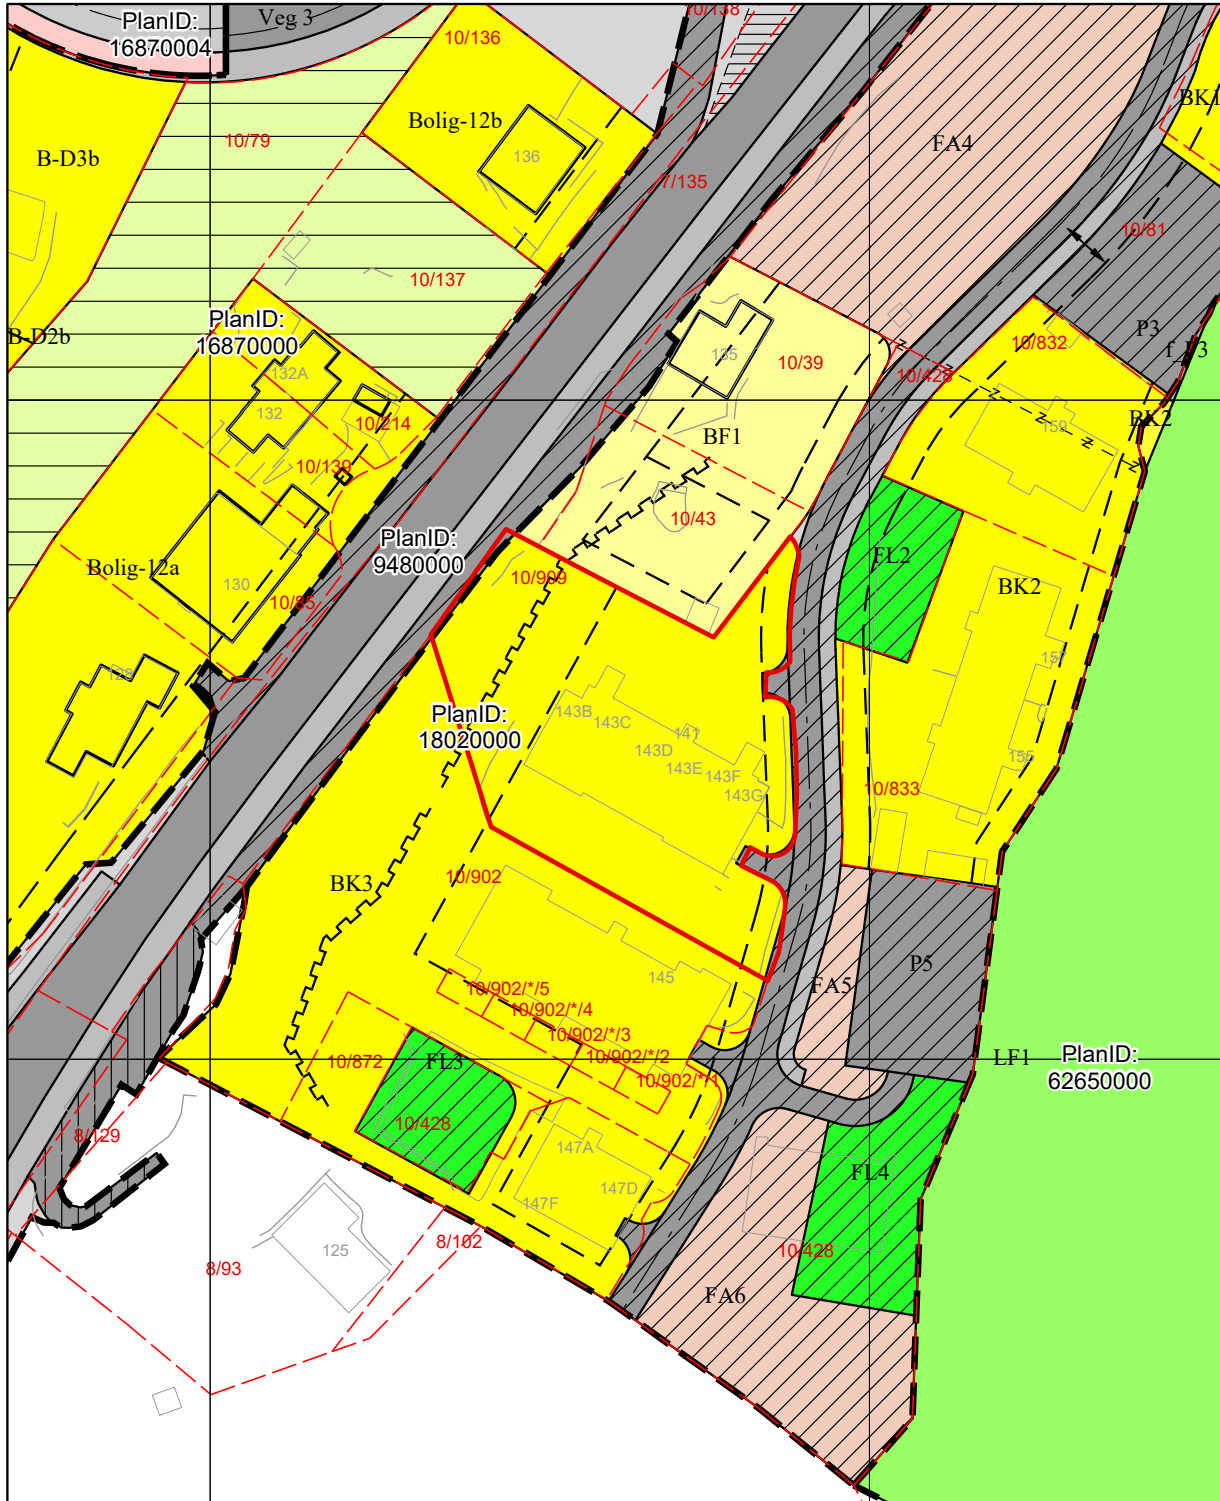 PlanID:
16870004
Veg 3
10/138
10/136
BK1
Bolig-12b
10/79
FA4
136
B-D3b
7/135
10/81
10/137
PlanID:
16870000
P3
f_P3
B-D2b
10/832
135
10/39
132A
10/428
132
10/214
BK2
159
BF1
10/139
10/43
PlanID:
9480000
FL2
Bolig-12a
10/909
130
BK2
10/85
157
128
143B
143C
PlanID:
18020000
141
143D
143E
143F
155
143G
10/833
BK3
10/902
P5
145
FA5
10/902/*/5
10/902/*/4
10/902/*/3
10/902/*/2
10/902/*/1
LF1
PlanID:
62650000
10/872
FL3
10/428
8/129
147A
FL4
147D
147F
8/102
125
10/428
8/93
FA6